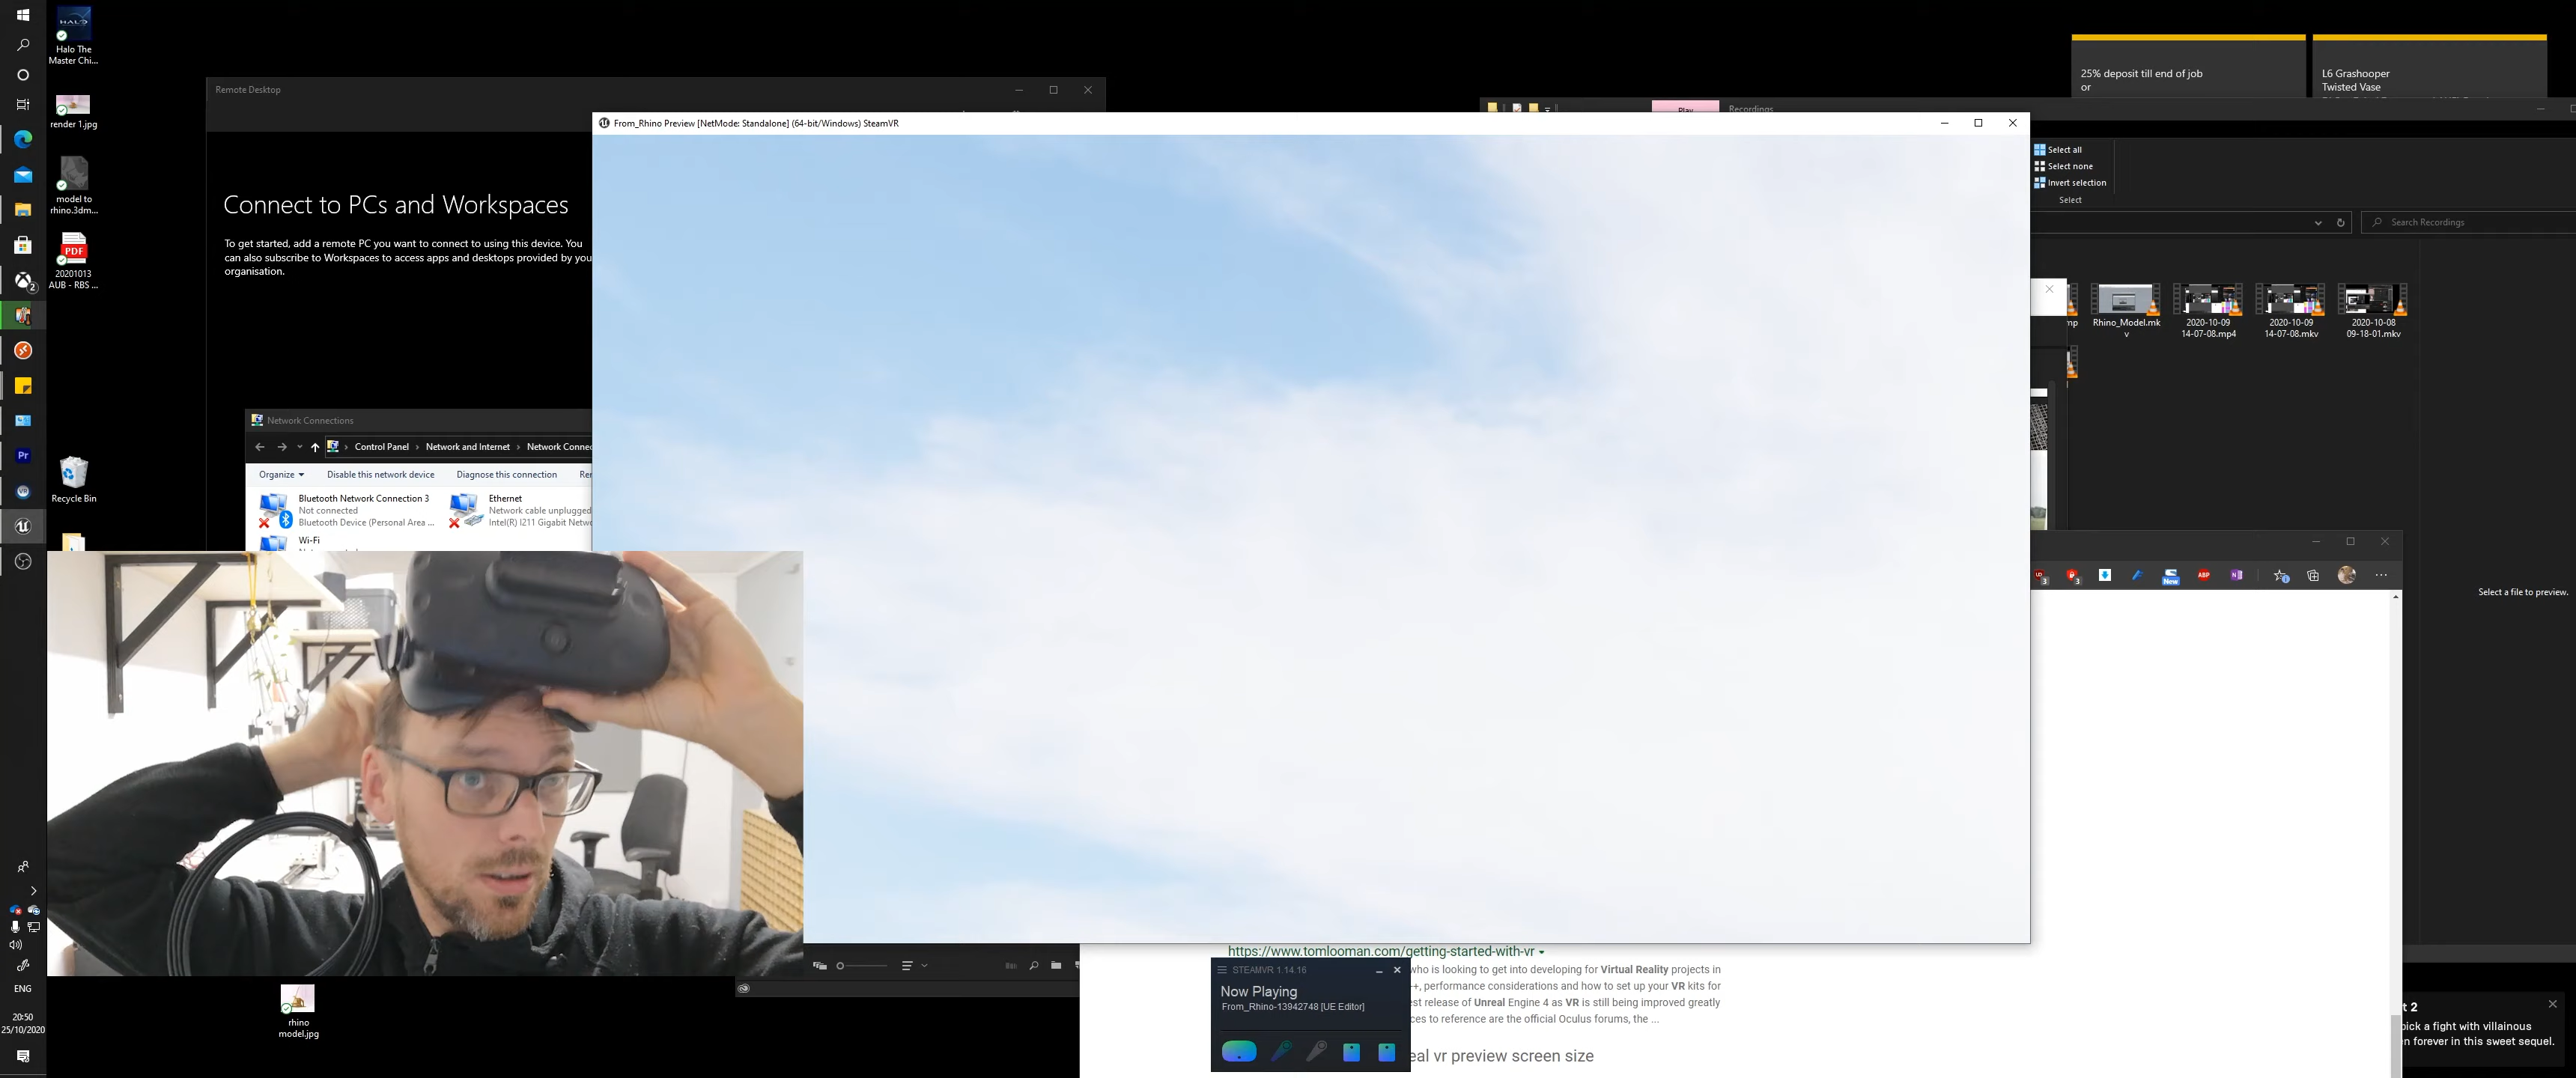 Halo The
Master Chi...
render 1.jpg
model to
rhino.3dm...
PDF
20201013
AUB - RBS ...
2
Pr
VR
Recycle Bin
ENG
20:50
25/10/2020
rhino
model.jpg
Remote Desktop
Connect to PCs and Workspaces
To get started, add a remote PC you want to connect to using this device. You
can also subscribe to Workspaces to access apps and desktops provided by you
organisation.
Network Connections
Control Panel > Network and Internet > Network Connec
Organize
Disable this network device
Diagnose this connection
Bluetooth Network Connection 3
Not connected
Bluetooth Device (Personal Area ...
Ethernet
Network cable unplugged
Intel(R) I211 Gigabit Netw
Wi-Fi
From_Rhino Preview [NetMode: Standalone] (64-bit/Windows) SteamVR
Play
Recordings
25% deposit till end of job
or
L6 Grashooper
Twisted Vase
Select all
Select none
Invert selection
Select
Search Recordings
Rhino_Model.mk
v
2020-10-09
14-07-08.mp4
2020-10-09
14-07-08.mkv
2020-10-08
09-18-01.mkv
3
3
New
ABP
Select a file to preview.
https://www.tomlooman.com/getting-started-with-vr
who is looking to get into developing for Virtual Reality projects in
++, performance considerations and how to set up your VR kits for
est release of Unreal Engine 4 as VR is still being improved greatly
ces to reference are the official Oculus forums, the ...
eal vr preview screen size
STEAMVR 1.14.16
Now Playing
From_Rhino-13942748 [UE Editor]
t 2
pick a fight with villainous
n forever in this sweet sequel.